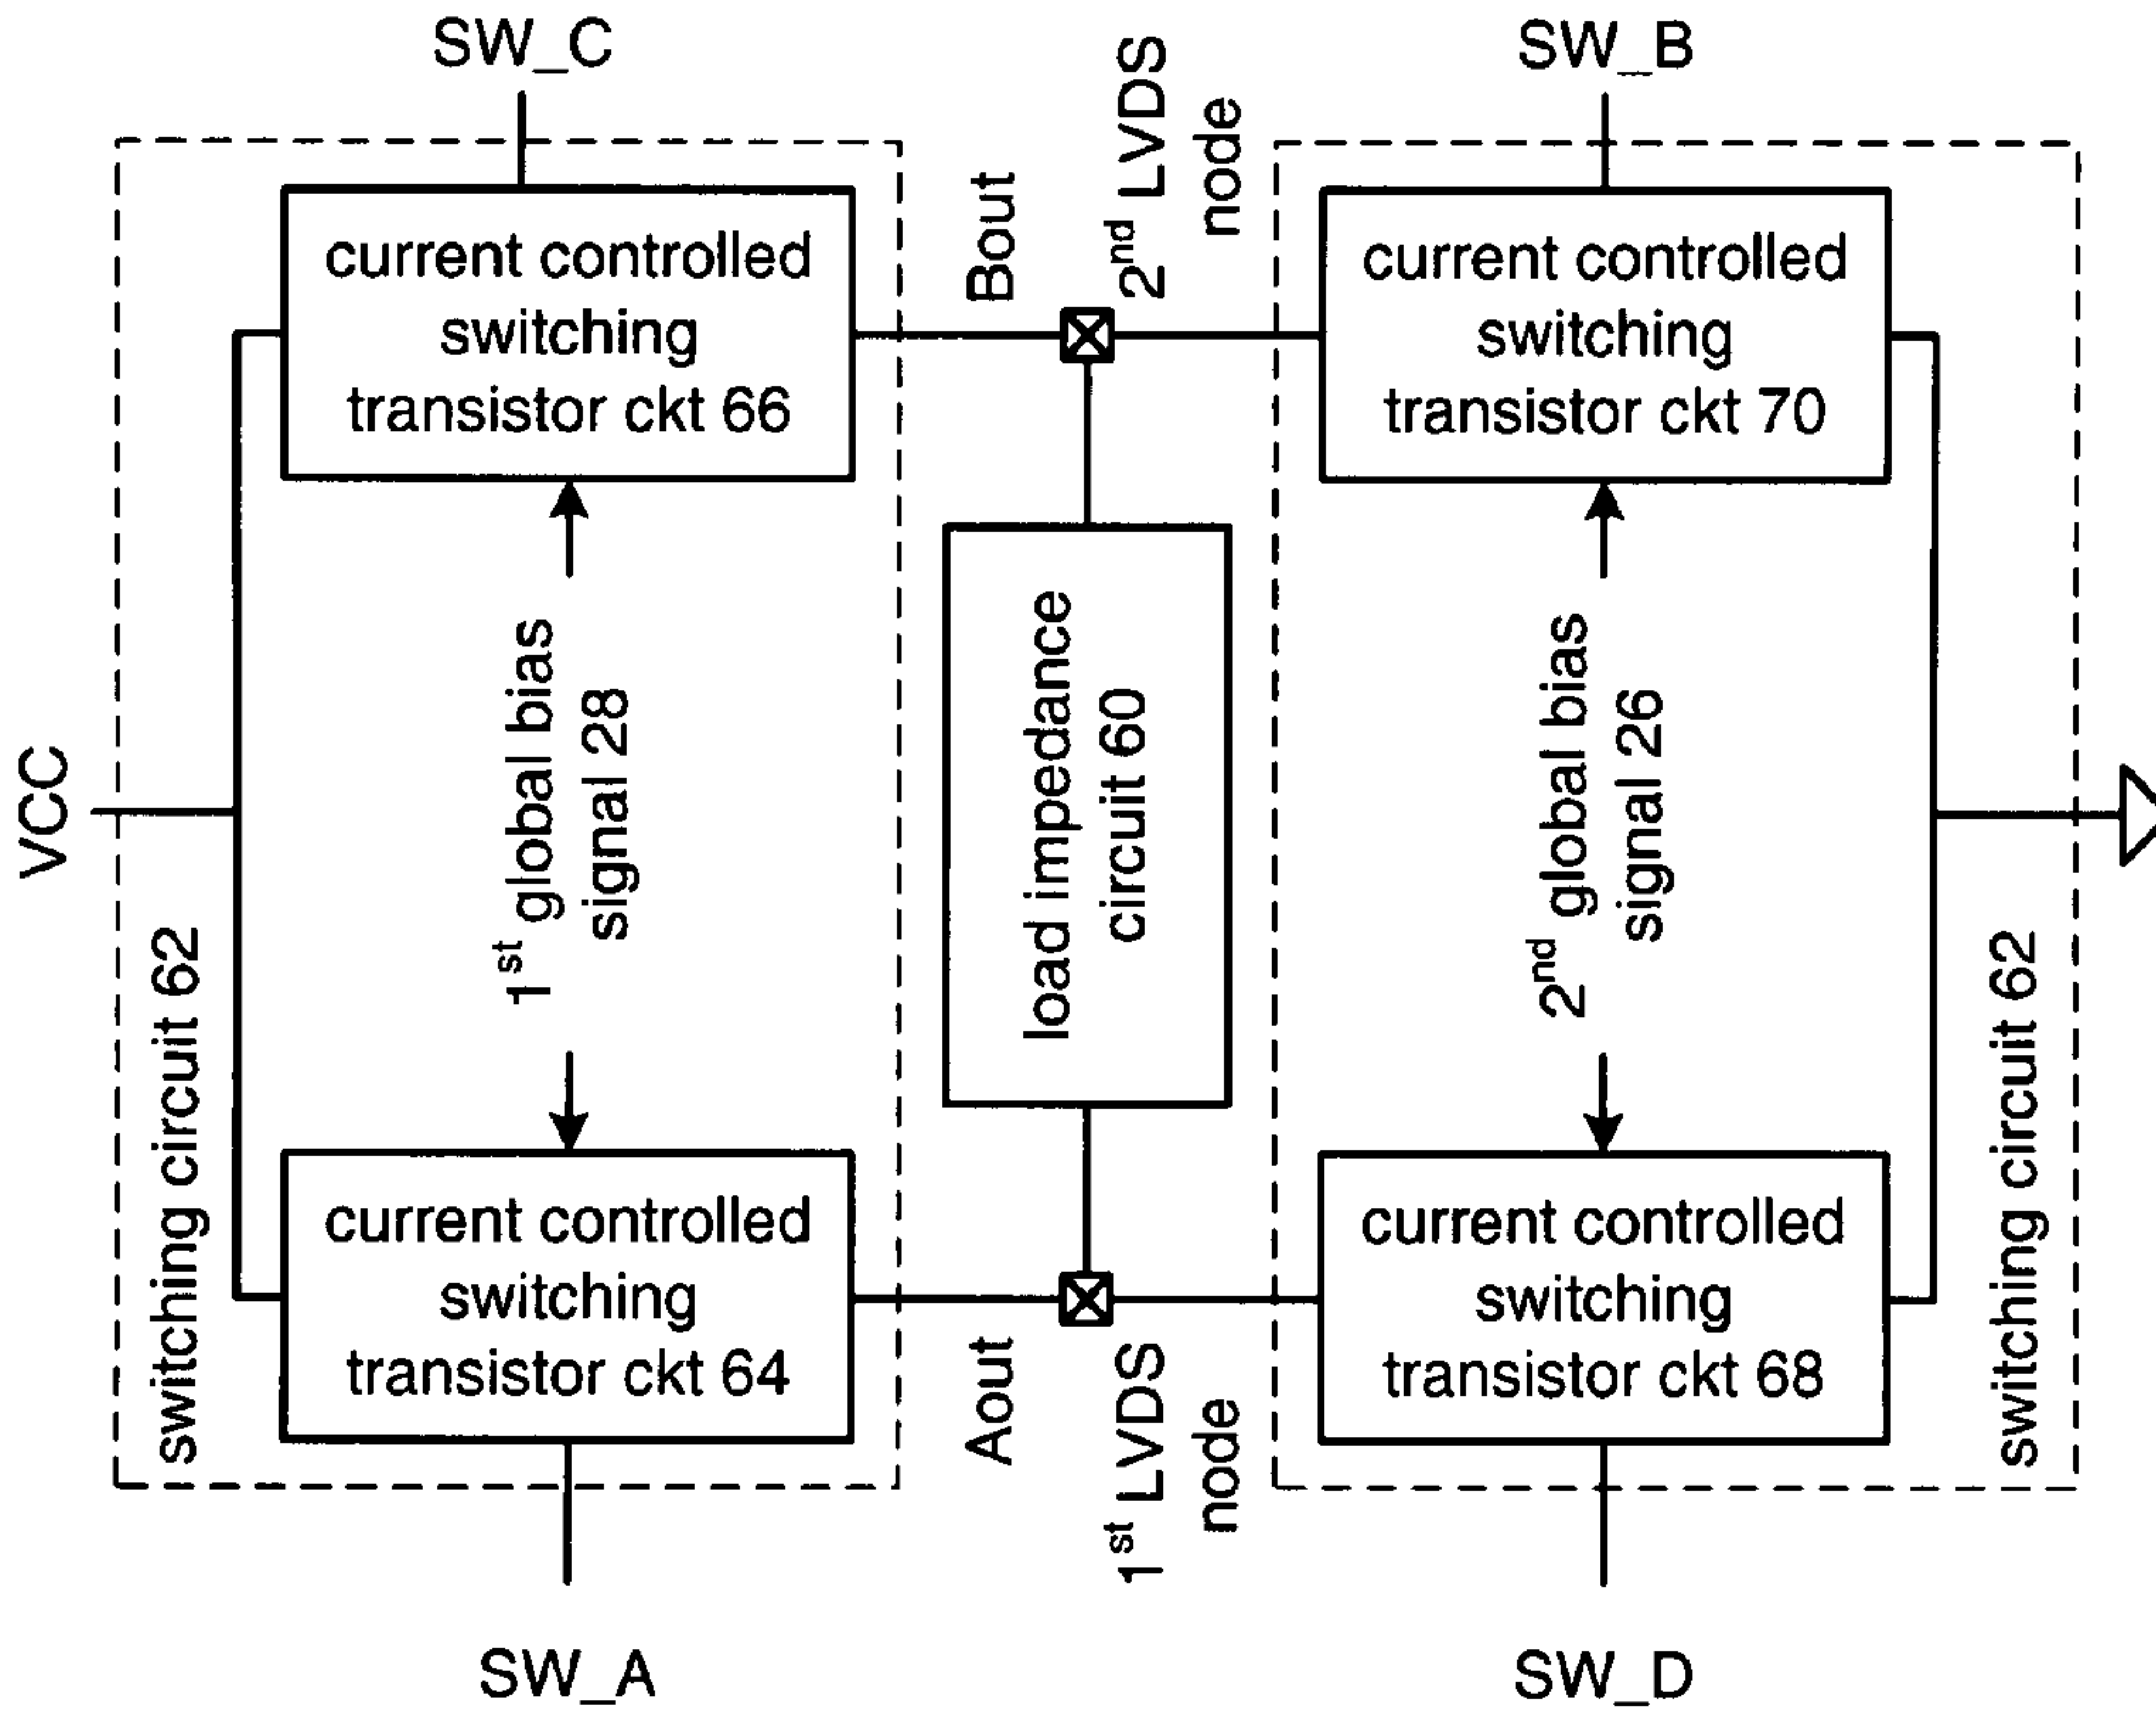 SW_C
SW_B
current controlled
switching
transistor ckt 66
Bout
2nd LVDS
node
current controlled
switching
transistor ckt 70
VCC
switching circuit 62
1st global bias
signal 28
load impedance
circuit 60
2nd global bias
signal 26
switching circuit 62
current controlled
switching
transistor ckt 64
Aout
1st LVDS
node
current controlled
switching
transistor ckt 68
SW_A
SW_D